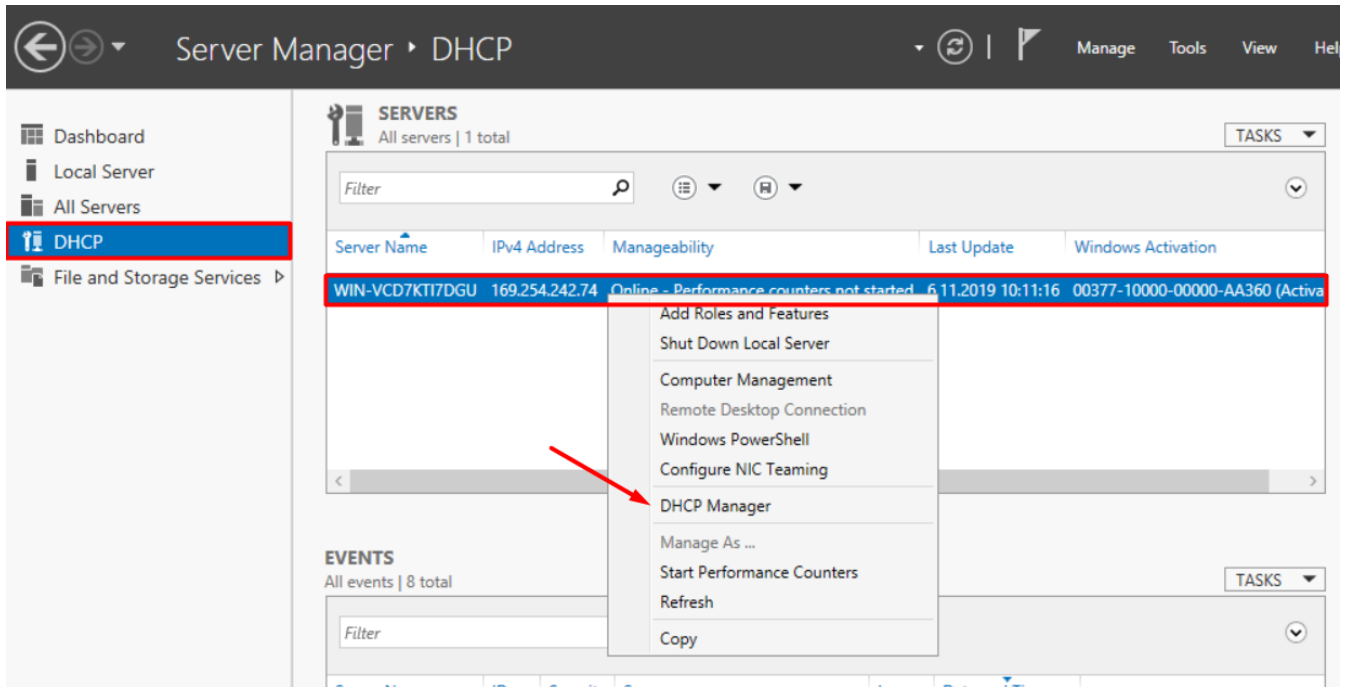 Server Manager ‣ DHCP
Manage Tools View Hel
Dashboard
Local Server
All Servers
DHCP
File and Storage Services
SERVERS
All servers | 1 total
TASKS
Filter
Server Name IPv4 Address Manageability Last Update Windows Activation
WIN-VCD7KTI7DGU 169.254.242.74 Online - Performance counters not started 6.11.2019 10:11:16 00377-10000-00000-AA360 (Activa
Add Roles and Features
Shut Down Local Server
Computer Management
Remote Desktop Connection
Windows PowerShell
Configure NIC Teaming
DHCP Manager
Manage As ...
Start Performance Counters
Refresh
Copy
EVENTS
All events | 8 total
TASKS
Filter